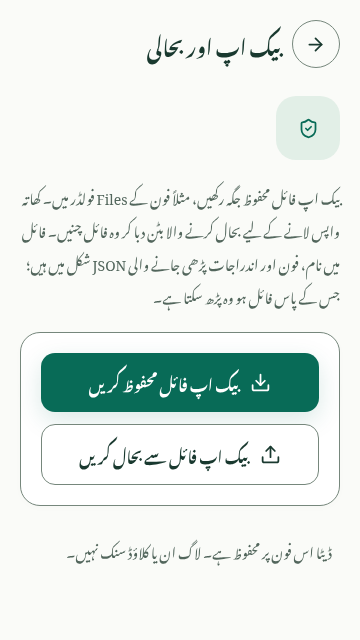 بیک اپ اور بحالی
بیک اپ فائل محفوظ جگہ رکھیں، مثلاً فون کے Files فولڈر میں۔ کھاتہ
واپس لانے کے لیے بحال کرنے والا بٹن دبا کر وہ فائل چنیں۔ فائل
میں نام، فون اور اندراجات پڑھی جانے والی JSON شکل میں ہیں؛
جس کے پاس فائل ہو وہ پڑھ سکتا ہے۔
بیک اپ فائل محفوظ کریں
بیک اپ فائل سے بحال کریں
ڈیٹا اس فون پر محفوظ ہے۔ لاگ ان یا کلاؤڈ سنک نہیں۔